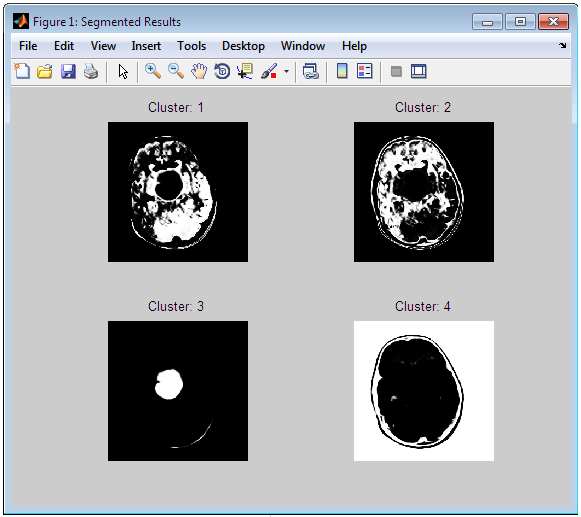 Figure 1: Segmented Results
File Edit View Insert Tools Desktop Window Help
Cluster: 1 Cluster: 2
Cluster: 3 Cluster: 4